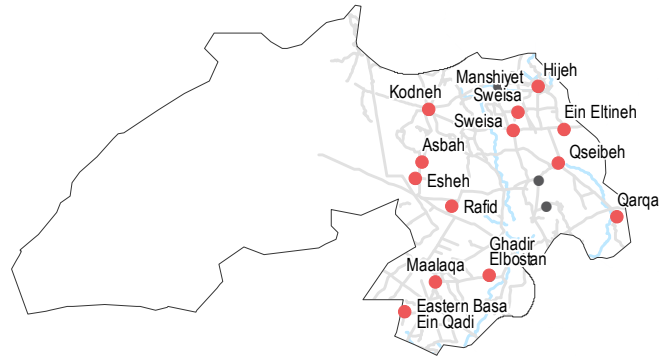 Hijeh
Manshiyet
Sweisa
Kodneh
Ein Eltineh
Sweisa
Asbah
Qseibeh
Esheh
Qarqa
Rafid
Ghadir
Elbostan
Maalaqa
Eastern Basa
Ein Qadi